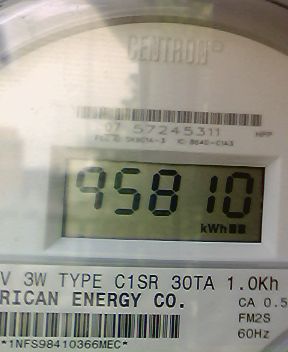 CENTRON®
07 57245311
95810
kWh
V 3W TYPE C1SR 30TA 1.0Kh
RICAN ENERGY CO.
CA 0.5
FM2S
60Hz
*1NFS98410366MEC*